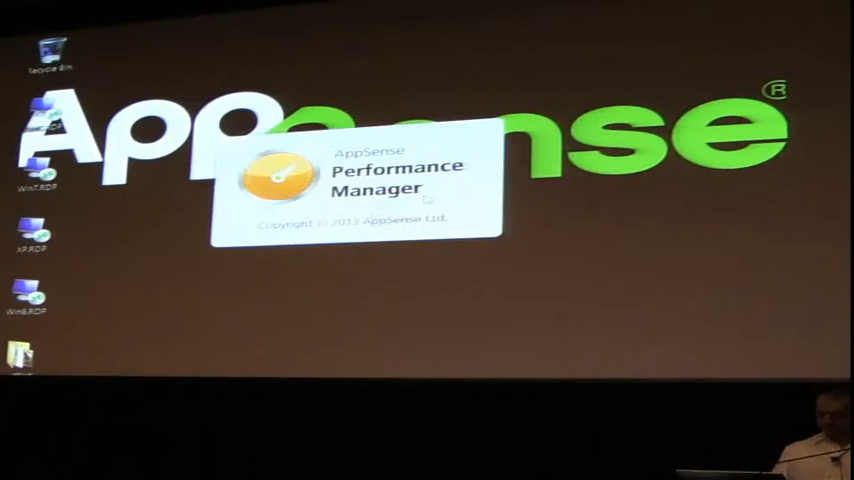 Recycle Bin
AppSense®
Win7.RDP
XP.RDP
Win8.RDP
AppSense
Performance
Manager
Copyright © 2013 AppSense Ltd.